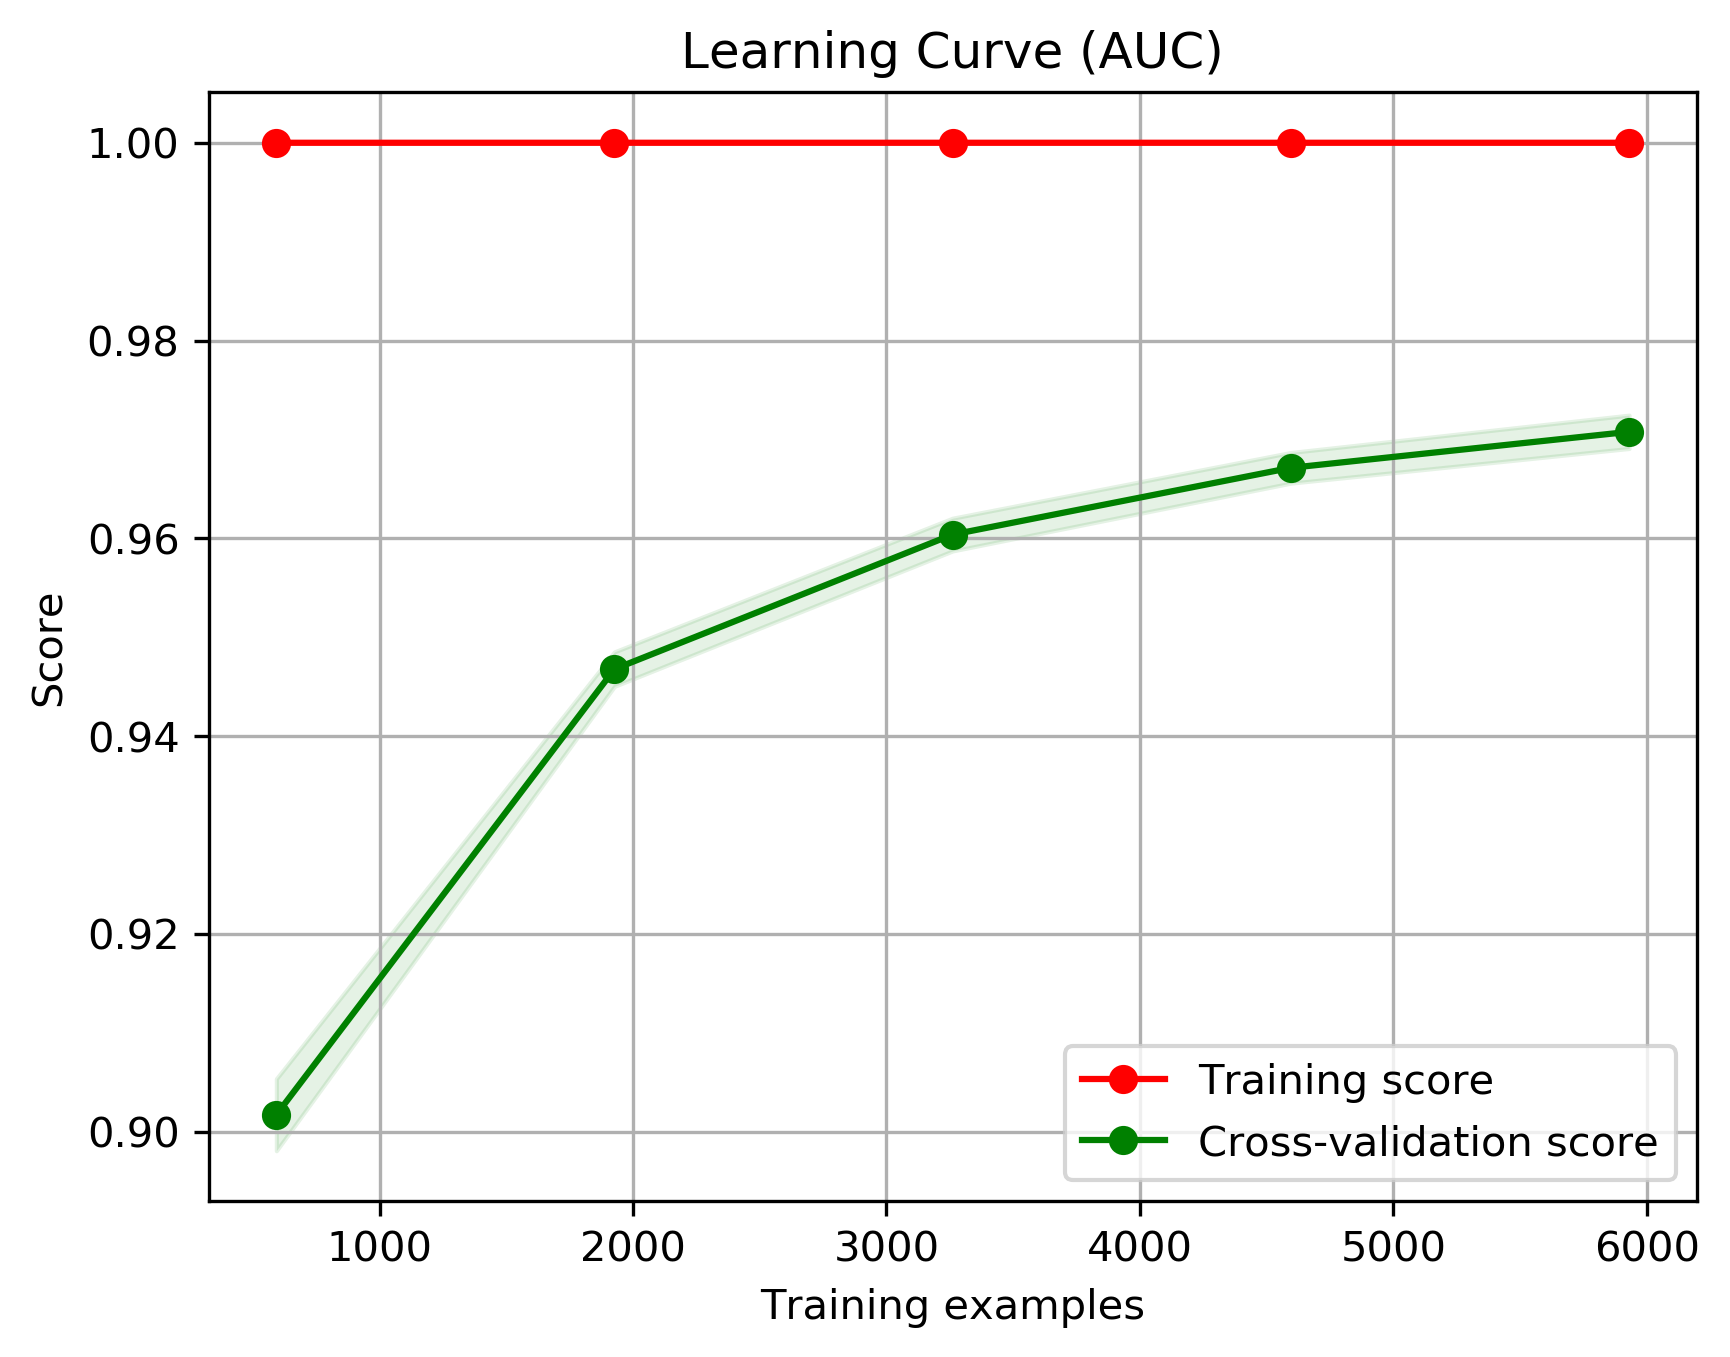 Learning Curve (AUC)
1.00
0.98
0.96
0.94
0.92
0.90
Score
Training score
Cross-validation score
1000 2000 3000 4000 5000 6000
Training examples